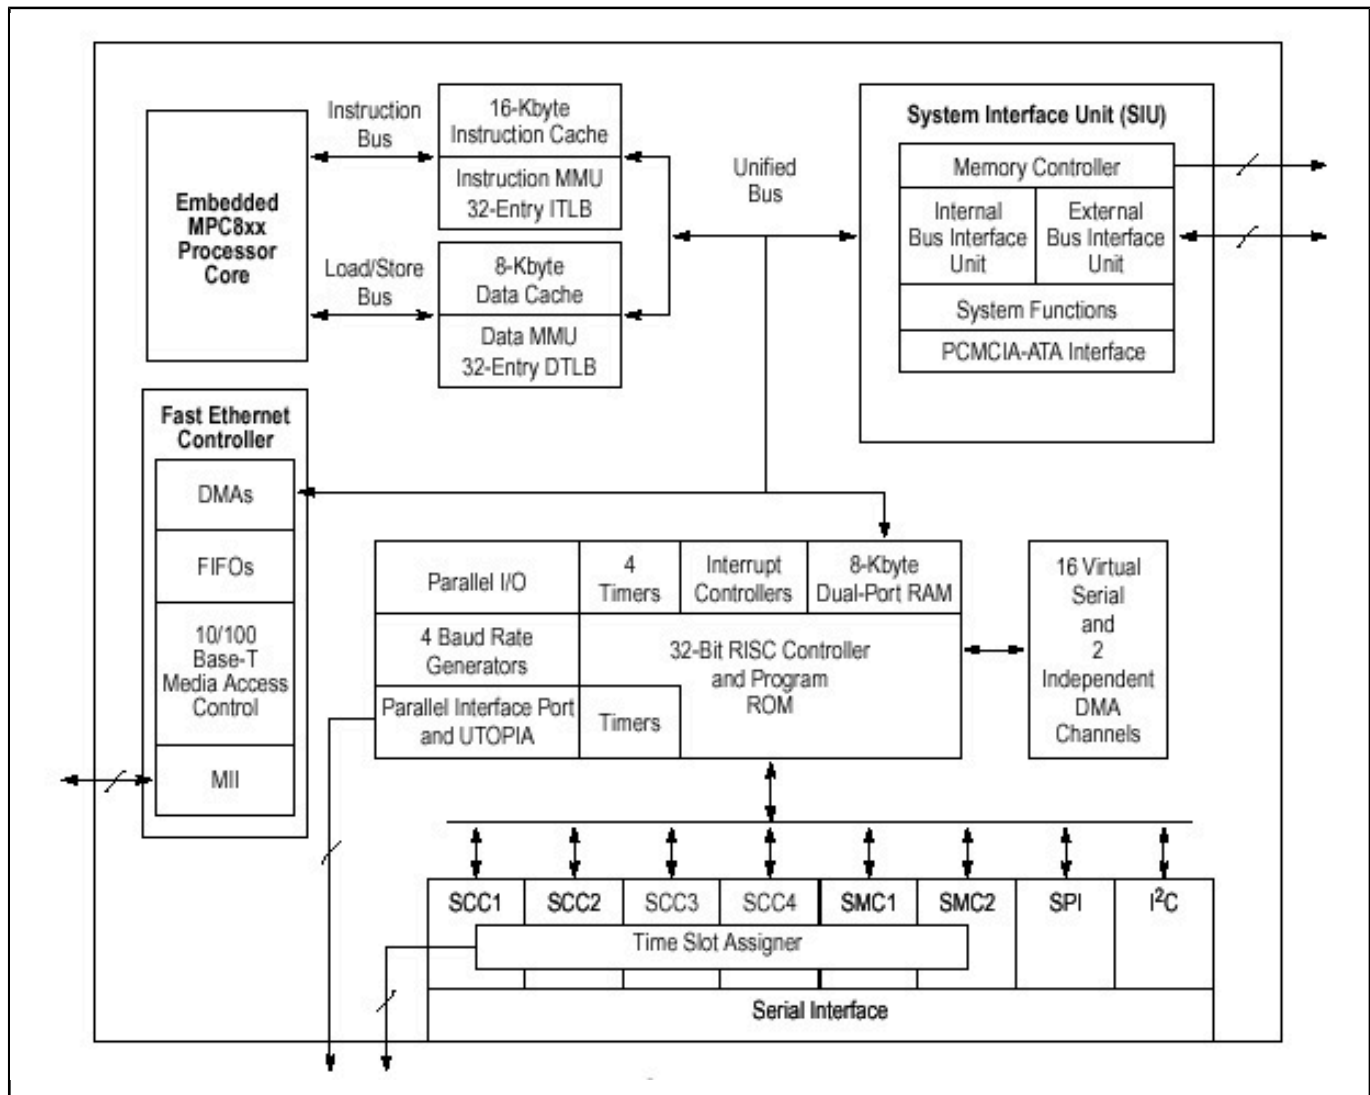 Instruction
Bus
16-Kbyte
Instruction Cache
Instruction MMU
32-Entry ITLB
Embedded
MPC8xx
Processor
Core
Load/Store
Bus
8-Kbyte
Data Cache
Data MMU
32-Entry DTLB
Unified
Bus
System Interface Unit (SIU)
Memory Controller
Internal
Bus Interface
Unit
External
Bus Interface
Unit
System Functions
PCMCIA-ATA Interface
Fast Ethernet
Controller
DMAs
FIFOs
10/100
Base-T
Media Access
Control
MII
Parallel I/O
4
Timers
Interrupt
Controllers
8-Kbyte
Dual-Port RAM
4 Baud Rate
Generators
32-Bit RISC Controller
and Program
ROM
Parallel Interface Port
and UTOPIA
Timers
16 Virtual
Serial
and
2
Independent
DMA
Channels
SCC1
SCC2
SCC3
SCC4
SMC1
SMC2
SPI
I²C
Time Slot Assigner
Serial Interface